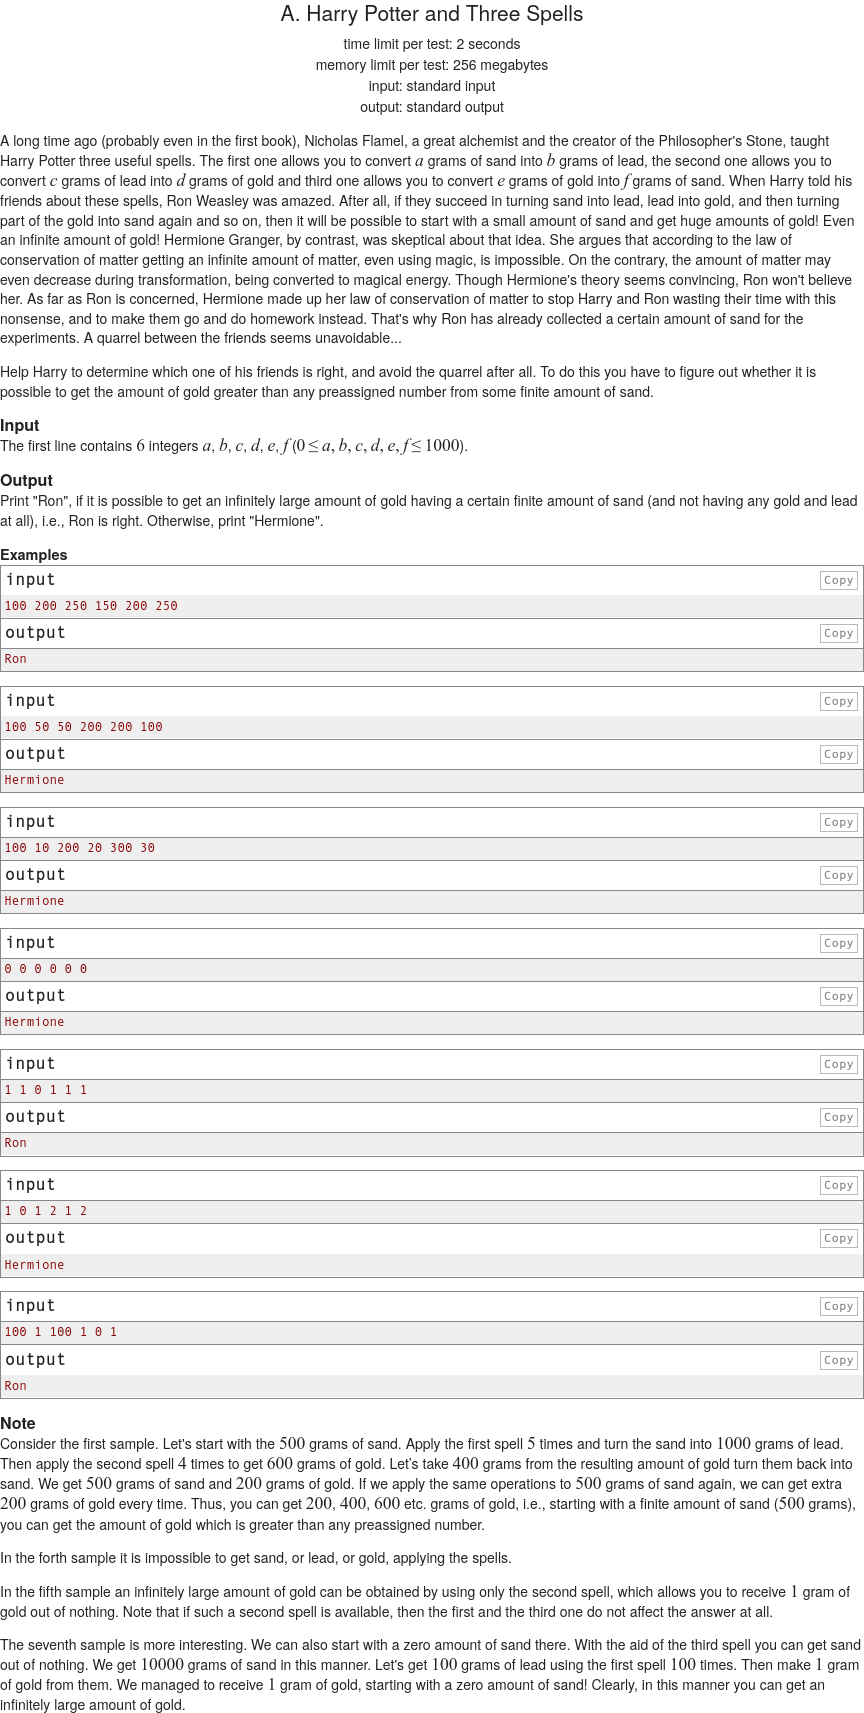 A. Harry Potter and Three Spells
time limit per test: 2 seconds
memory limit per test: 256 megabytes
input: standard input
output: standard output
A long time ago (probably even in the first book), Nicholas Flamel, a great alchemist and the creator of the Philosopher's Stone, taught
Harry Potter three useful spells. The first one allows you to convert a grams of sand into b grams of lead, the second one allows you to
convert c grams of lead into d grams of gold and third one allows you to convert e grams of gold into f grams of sand. When Harry told his
friends about these spells, Ron Weasley was amazed. After all, if they succeed in turning sand into lead, lead into gold, and then turning
part of the gold into sand again and so on, then it will be possible to start with a small amount of sand and get huge amounts of gold! Even
an infinite amount of gold! Hermione Granger, by contrast, was skeptical about that idea. She argues that according to the law of
conservation of matter getting an infinite amount of matter, even using magic, is impossible. On the contrary, the amount of matter may
even decrease during transformation, being converted to magical energy. Though Hermione's theory seems convincing, Ron won't believe
her. As far as Ron is concerned, Hermione made up her law of conservation of matter to stop Harry and Ron wasting their time with this
nonsense, and to make them go and do homework instead. That's why Ron has already collected a certain amount of sand for the
experiments. A quarrel between the friends seems unavoidable...
Help Harry to determine which one of his friends is right, and avoid the quarrel after all. To do this you have to figure out whether it is
possible to get the amount of gold greater than any preassigned number from some finite amount of sand.
Input
The first line contains 6 integers a, b, c, d, e, f (0 ≤ a, b, c, d, e, f ≤ 1000).
Output
Print "Ron", if it is possible to get an infinitely large amount of gold having a certain finite amount of sand (and not having any gold and lead
at all), i.e., Ron is right. Otherwise, print "Hermione".
Examples
input Copy
100 200 250 150 200 250
output Copy
Ron
input Copy
100 50 50 200 200 100
output Copy
Hermione
input Copy
100 10 200 20 300 30
output Copy
Hermione
input Copy
0 0 0 0 0 0
output Copy
Hermione
input Copy
1 1 0 1 1 1
output Copy
Ron
input Copy
1 0 1 2 1 2
output Copy
Hermione
input Copy
100 1 100 1 0 1
output Copy
Ron
Note
Consider the first sample. Let's start with the 500 grams of sand. Apply the first spell 5 times and turn the sand into 1000 grams of lead.
Then apply the second spell 4 times to get 600 grams of gold. Let's take 400 grams from the resulting amount of gold turn them back into
sand. We get 500 grams of sand and 200 grams of gold. If we apply the same operations to 500 grams of sand again, we can get extra
200 grams of gold every time. Thus, you can get 200, 400, 600 etc. grams of gold, i.e., starting with a finite amount of sand (500 grams),
you can get the amount of gold which is greater than any preassigned number.
In the forth sample it is impossible to get sand, or lead, or gold, applying the spells.
In the fifth sample an infinitely large amount of gold can be obtained by using only the second spell, which allows you to receive 1 gram of
gold out of nothing. Note that if such a second spell is available, then the first and the third one do not affect the answer at all.
The seventh sample is more interesting. We can also start with a zero amount of sand there. With the aid of the third spell you can get sand
out of nothing. We get 10000 grams of sand in this manner. Let's get 100 grams of lead using the first spell 100 times. Then make 1 gram
of gold from them. We managed to receive 1 gram of gold, starting with a zero amount of sand! Clearly, in this manner you can get an
infinitely large amount of gold.